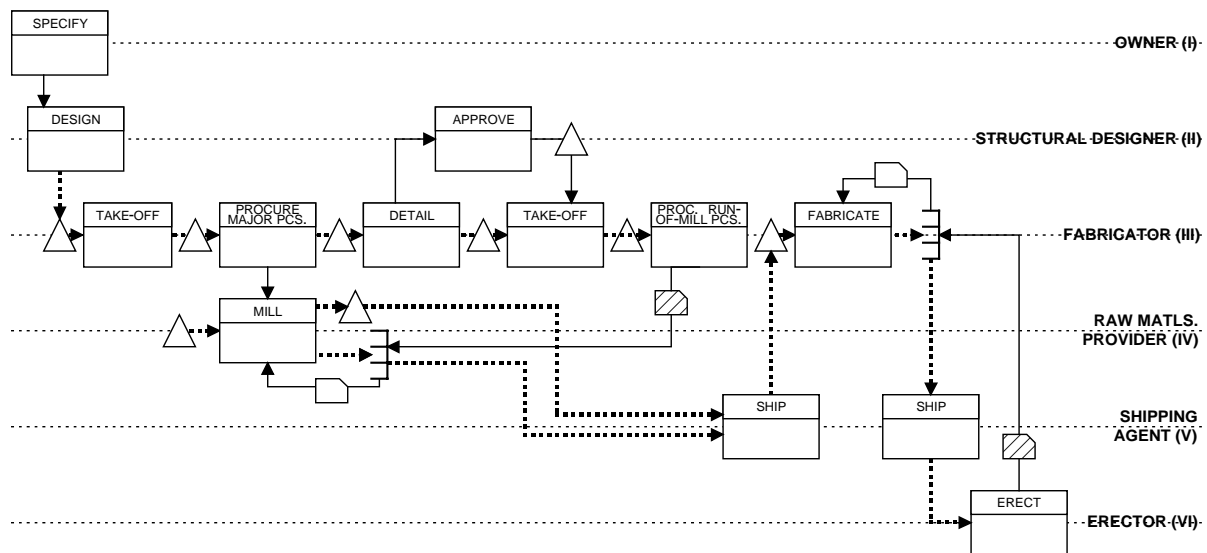 SPECIFY
OWNER (I)
DESIGN
APPROVE
STRUCTURAL DESIGNER (II)
TAKE-OFF
PROCURE
MAJOR PCS.
DETAIL
TAKE-OFF
PROC. RUN-
OF-MILL PCS.
FABRICATE
FABRICATOR (III)
MILL
RAW MATLS.
PROVIDER (IV)
SHIP
SHIP
SHIPPING
AGENT (V)
ERECT
ERECTOR (VI)